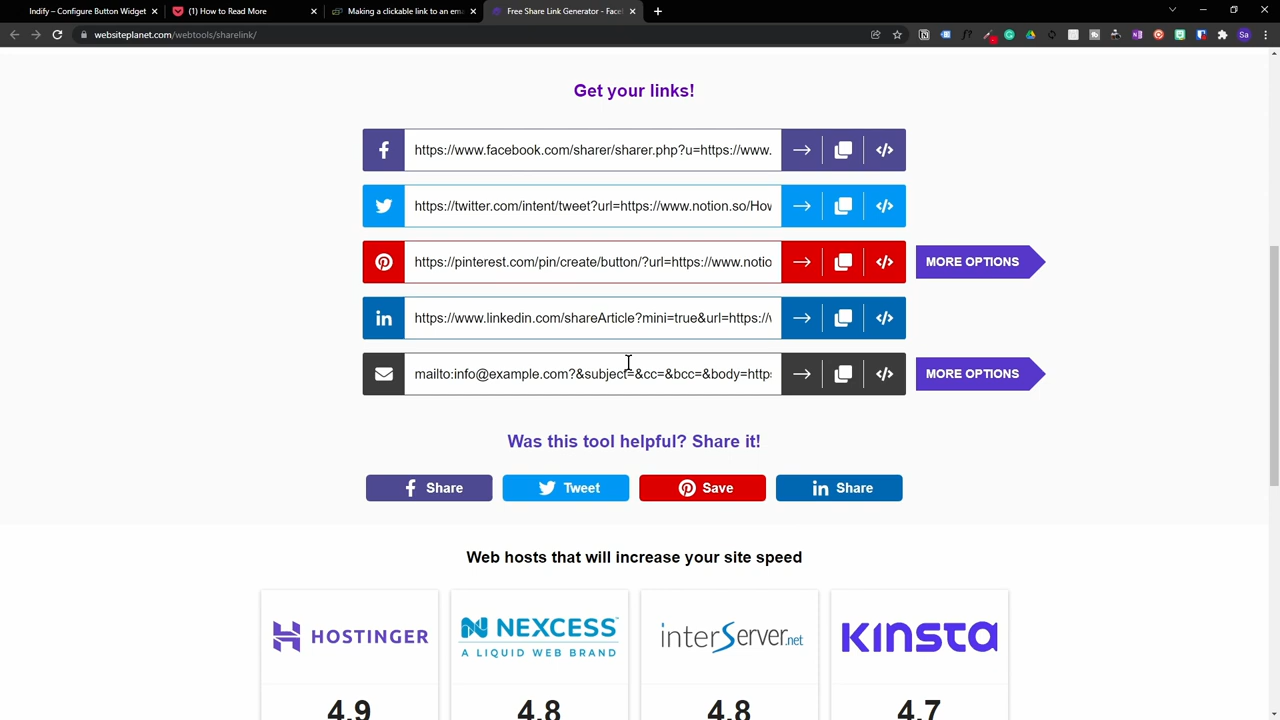 Indify – Configure Button Widget
(1) How to Read More
Making a clickable link to an ema
Free Share Link Generator - Face
websiteplanet.com/webtools/sharelink/
Sa
Get your links!
https://www.facebook.com/sharer/sharer.php?u=https://www.
https://twitter.com/intent/tweet?url=https://www.notion.so/How
https://pinterest.com/pin/create/button/?url=https://www.notio
MORE OPTIONS
https://www.linkedin.com/shareArticle?mini=true&url=https://w
mailto:info@example.com?&subject=&cc=&bcc=&body=https:
MORE OPTIONS
Was this tool helpful? Share it!
Share
Tweet
Save
Share
Web hosts that will increase your site speed
HOSTINGER
NEXCESS
A LIQUID WEB BRAND
interServer.net
KINSTA
4.9
4.8
4.8
4.7